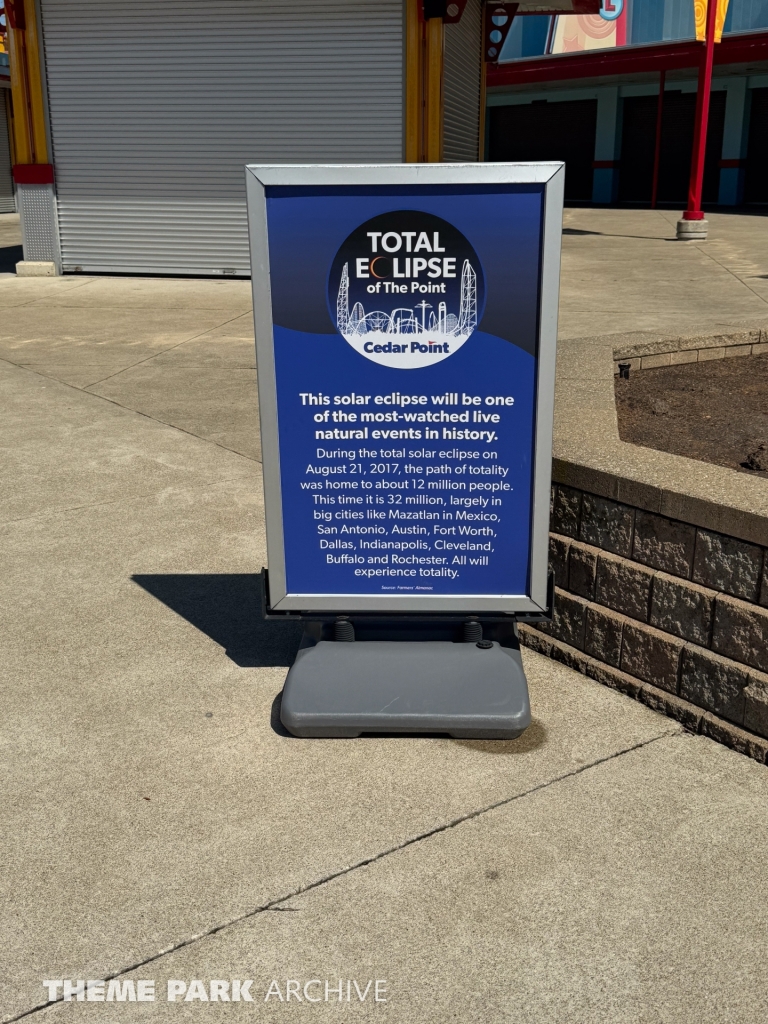 TOTAL
ECLIPSE
of The Point
Cedar Point
This solar eclipse will be one
of the most-watched live
natural events in history.
During the total solar eclipse on
August 21, 2017, the path of totality
was home to about 12 million people.
This time it is 32 million, largely in
big cities like Mazatlan in Mexico,
San Antonio, Austin, Fort Worth,
Dallas, Indianapolis, Cleveland,
Buffalo and Rochester. All will
experience totality.
Source: Farmers' Almanac
THEME PARK ARCHIVE